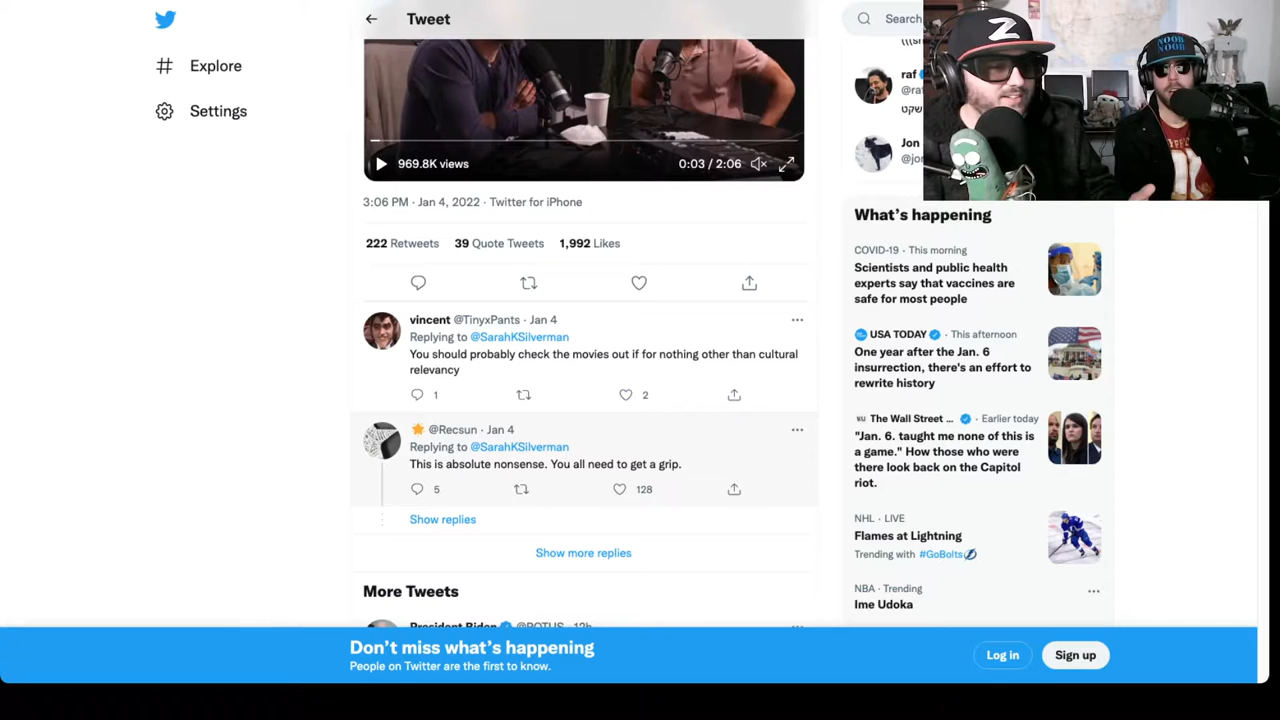 Tweet
Search
Explore
Settings
969.8K views
0:03 / 2:06
3:06 PM · Jan 4, 2022 · Twitter for iPhone
222 Retweets 39 Quote Tweets 1,992 Likes
vincent @TinyxPants · Jan 4
Replying to @SarahKSilverman
You should probably check the movies out if for nothing other than cultural
relevancy
1 2
@Recsun · Jan 4
Replying to @SarahKSilverman
This is absolute nonsense. You all need to get a grip.
5 128
Show replies
Show more replies
More Tweets
President Biden @POTUS · 12h
raf
שקט
Jon
What's happening
COVID-19 · This morning
Scientists and public health
experts say that vaccines are
safe for most people
USA TODAY · This afternoon
One year after the Jan. 6
insurrection, there's an effort to
rewrite history
WSJ The Wall Street ... · Earlier today
"Jan. 6. taught me none of this is
a game." How those who were
there look back on the Capitol
riot.
NHL · LIVE
Flames at Lightning
Trending with #GoBolts
NBA · Trending
Ime Udoka
Don't miss what's happening
People on Twitter are the first to know.
Log in
Sign up
Z
NOOB
NOOB